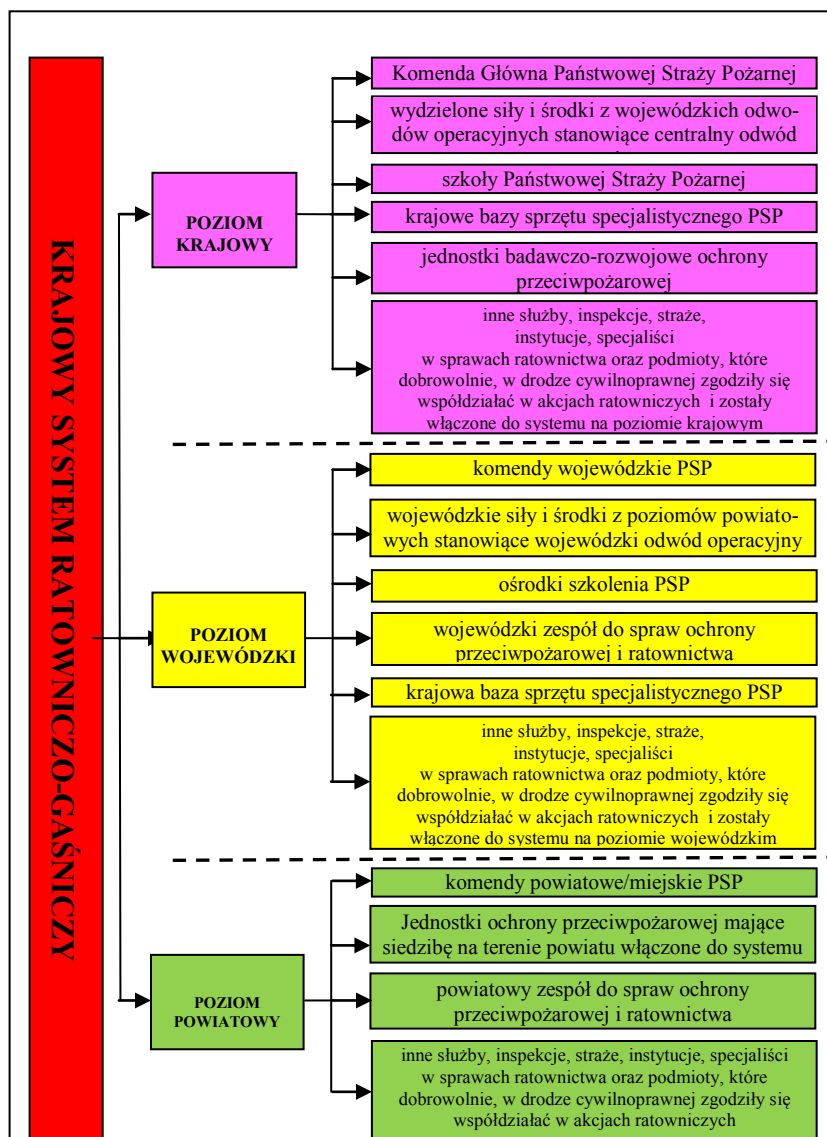 KRAJOWY SYSTEM RATOWNICZO-GAŚNICZY
POZIOM
KRAJOWY
Komenda Główna Państwowej Straży Pożarnej
wydzielone siły i środki z wojewódzkich odwo-
dów operacyjnych stanowiące centralny odwód
szkoły Państwowej Straży Pożarnej
krajowe bazy sprzętu specjalistycznego PSP
jednostki badawczo-rozwojowe ochrony
przeciwpożarowej
inne służby, inspekcje, straże,
instytucje, specjaliści
w sprawach ratownictwa oraz podmioty, które
dobrowolnie, w drodze cywilnoprawnej zgodziły się
współdziałać w akcjach ratowniczych i zostały
włączone do systemu na poziomie krajowym
POZIOM
WOJEWÓDZKI
komendy wojewódzkie PSP
wojewódzkie siły i środki z poziomów powiato-
wych stanowiące wojewódzki odwód operacyjny
ośrodki szkolenia PSP
wojewódzki zespół do spraw ochrony
przeciwpożarowej i ratownictwa
krajowa baza sprzętu specjalistycznego PSP
inne służby, inspekcje, straże,
instytucje, specjaliści
w sprawach ratownictwa oraz podmioty, które
dobrowolnie, w drodze cywilnoprawnej zgodziły się
współdziałać w akcjach ratowniczych i zostały
włączone do systemu na poziomie wojewódzkim
POZIOM
POWIATOWY
komendy powiatowe/miejskie PSP
Jednostki ochrony przeciwpożarowej mające
siedzibę na terenie powiatu włączone do systemu
powiatowy zespół do spraw ochrony
przeciwpożarowej i ratownictwa
inne służby, inspekcje, straże, instytucje, specjaliści
w sprawach ratownictwa oraz podmioty, które
dobrowolnie, w drodze cywilnoprawnej zgodziły się
współdziałać w akcjach ratowniczych